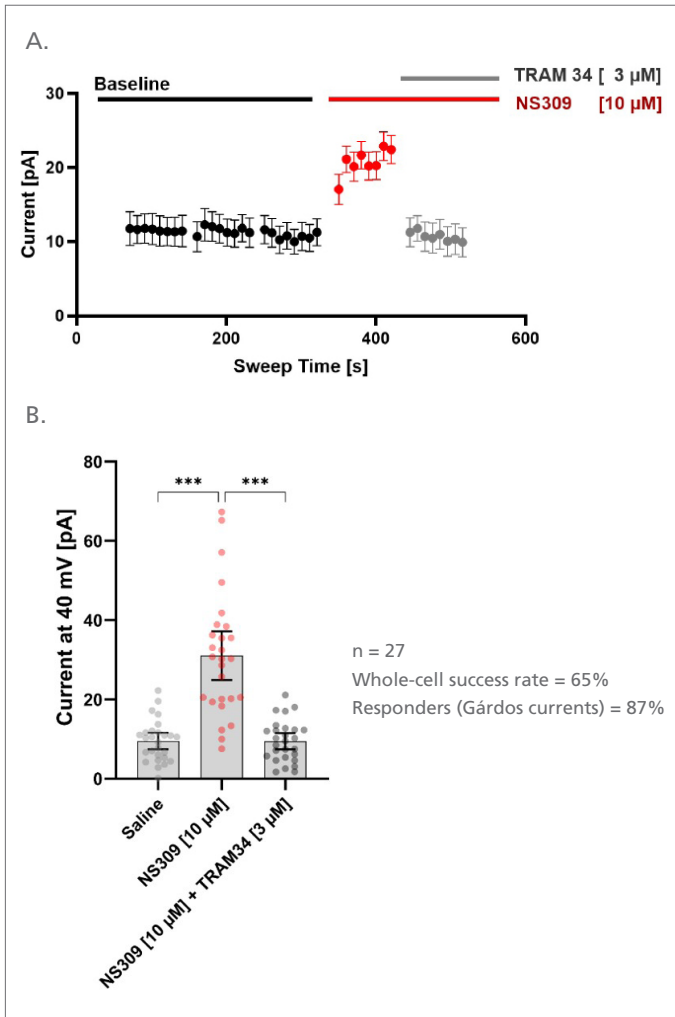 A.
TRAM 34 [ 3 µM]
Baseline
NS309 [10 µM]
30
20
10
0
Current [pA]
0 200 400 600
Sweep Time [s]
B.
80
60
40
20
0
Current at 40 mV [pA]
*** ***
n = 27
Whole-cell success rate = 65%
Responders (Gárdos currents) = 87%
Saline
NS309 [10 µM]
NS309 [10 µM] + TRAM34 [3 µM]